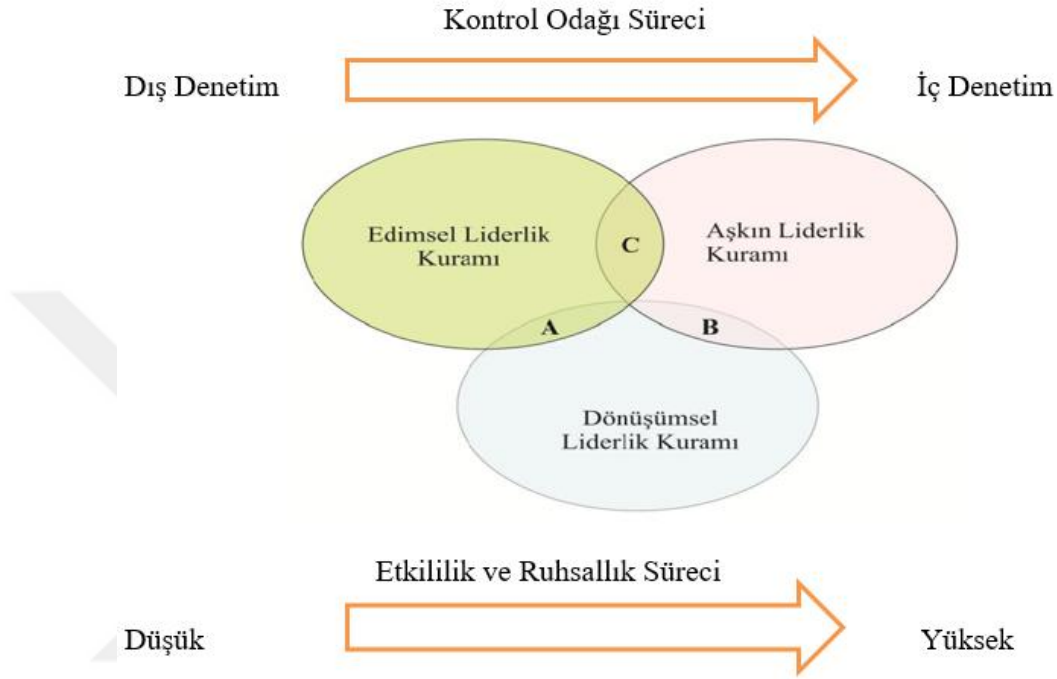 Kontrol Odağı Süreci
Dış Denetim
İç Denetim
Edimsel Liderlik
Kuramı
C
Aşkın Liderlik
Kuramı
A
B
Dönüşümsel
Liderlik Kuramı
Etkililik ve Ruhsallık Süreci
Düşük
Yüksek